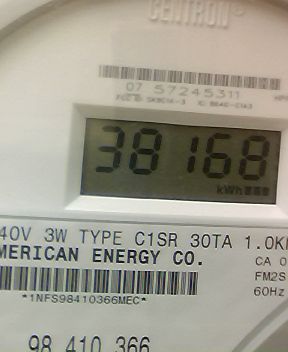 CENTRON®
07 57245311
38168
kWh
40V 3W TYPE C1SR 30TA 1.0K
MERICAN ENERGY CO.
CA 0
FM2S
60Hz
*1NFS98410366MEC*
98 410 366